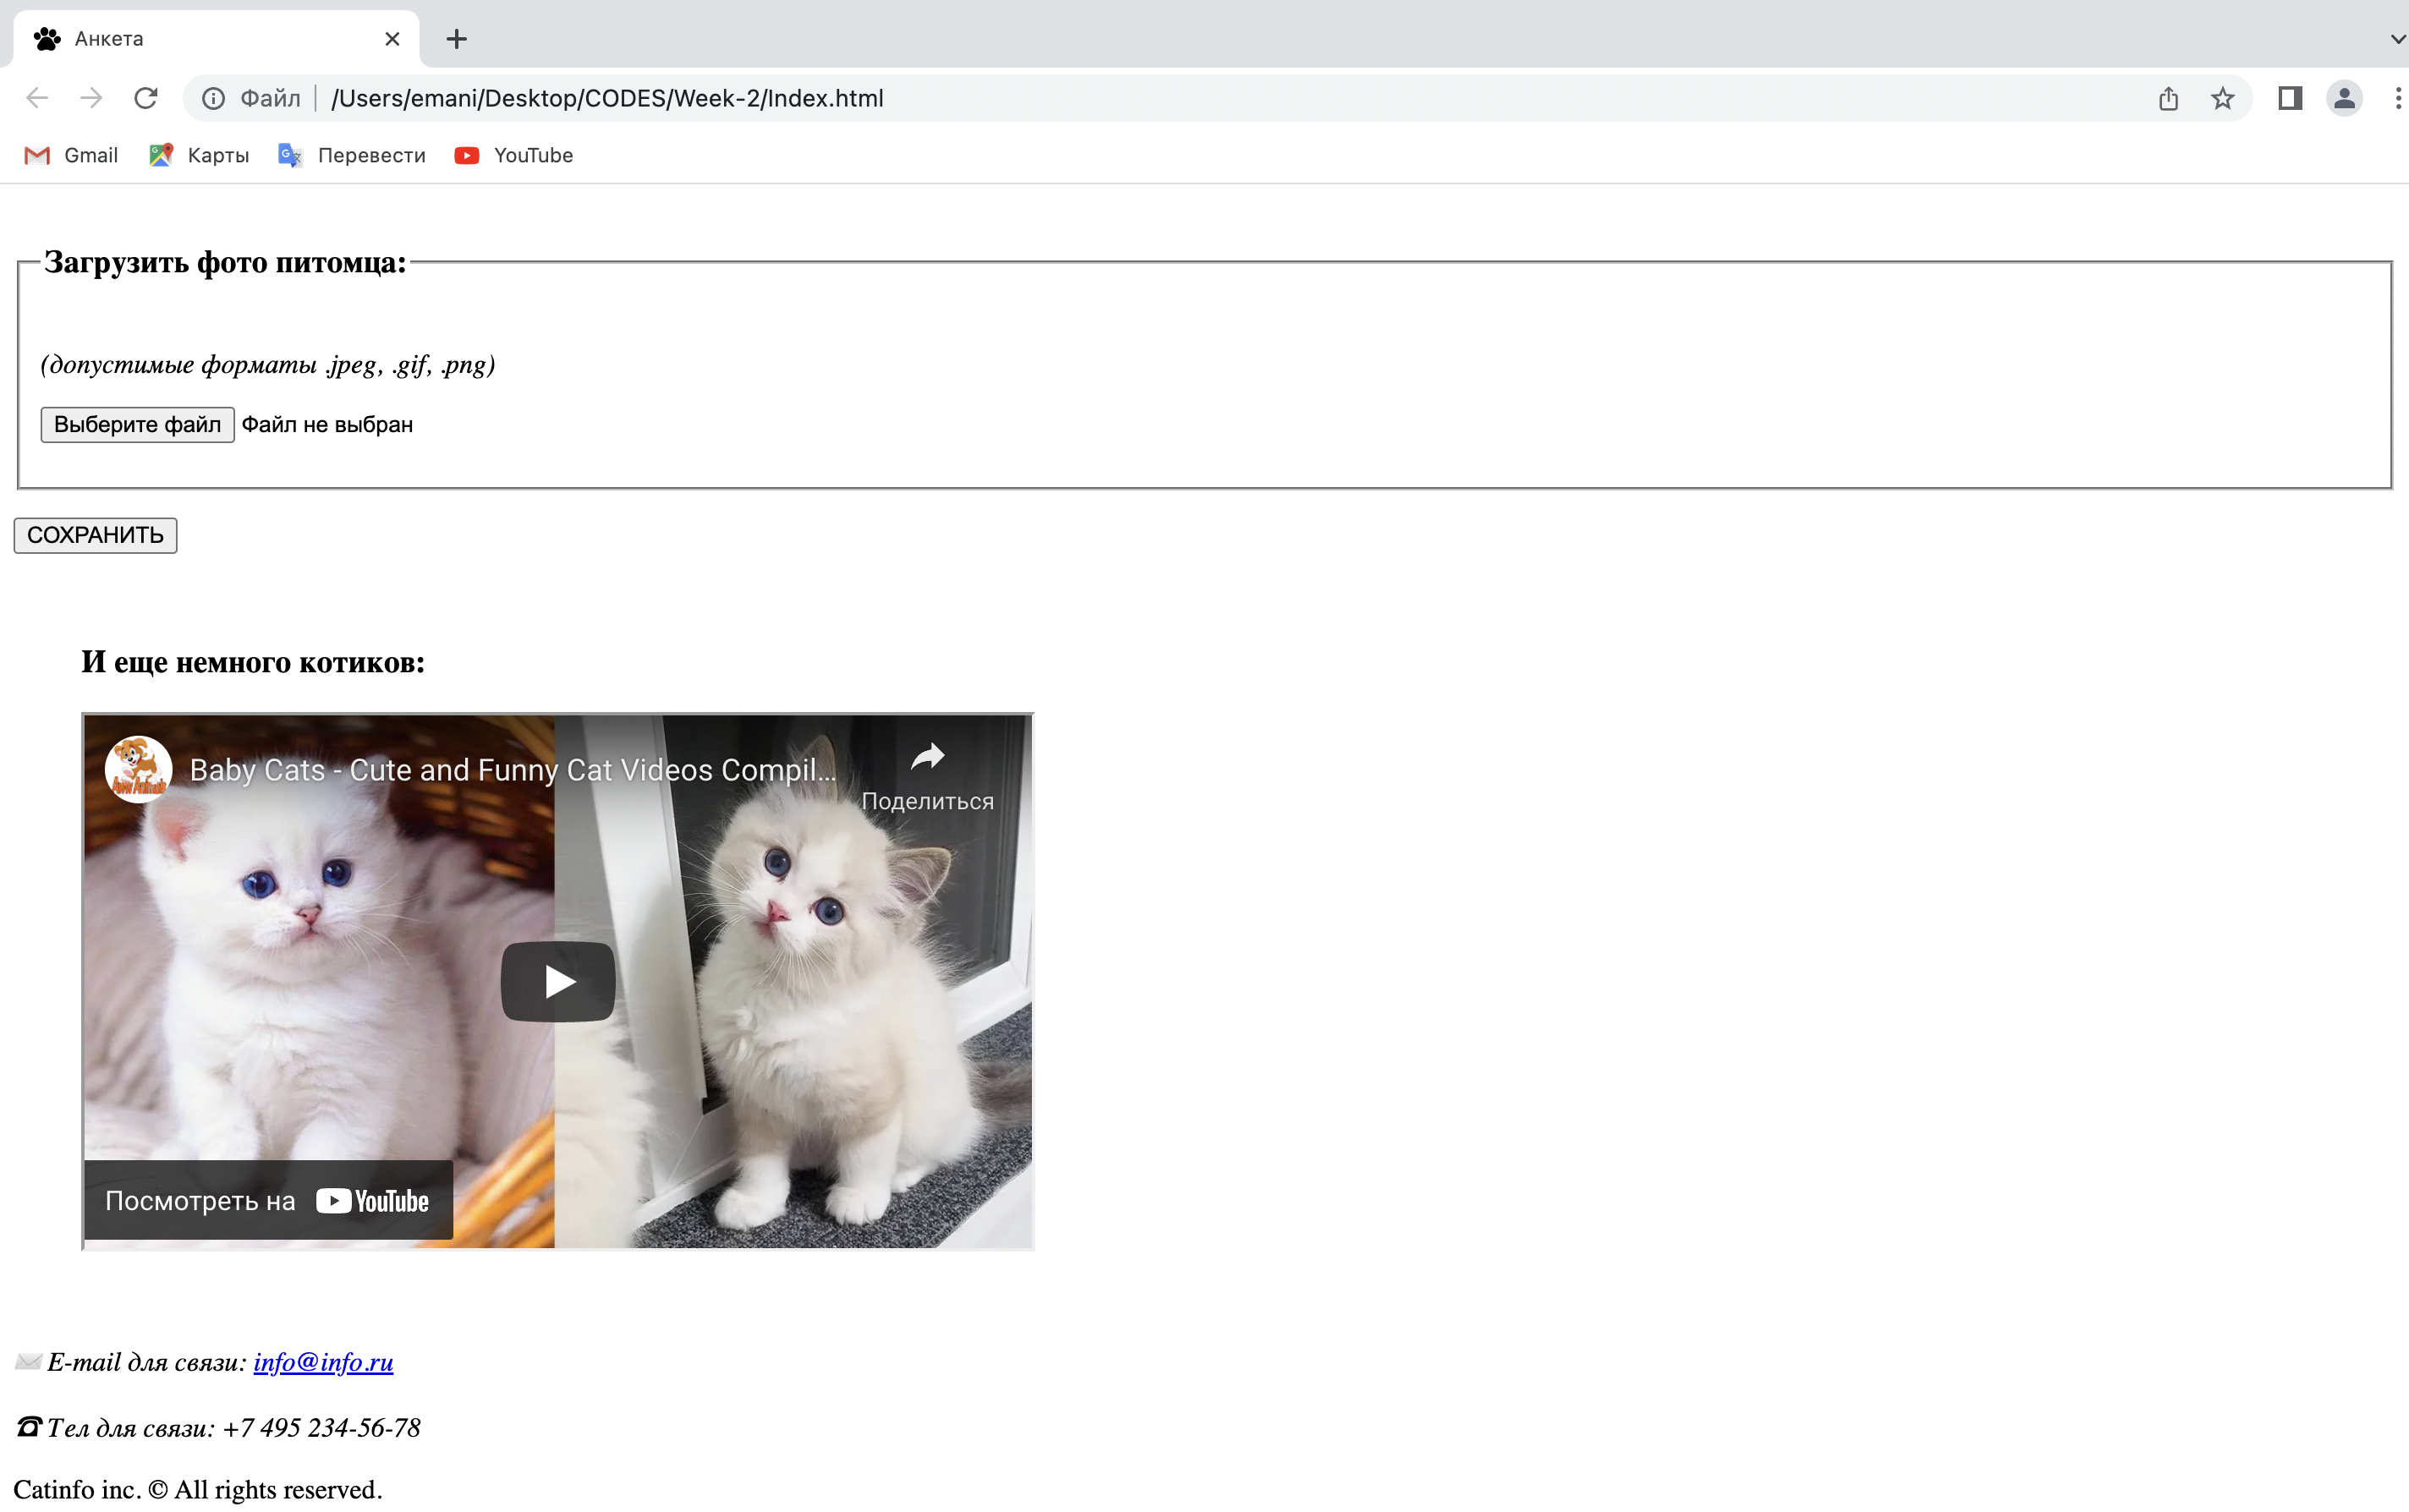 Анкета
Файл /Users/emani/Desktop/CODES/Week-2/Index.html
Gmail Карты Перевести YouTube
Загрузить фото питомца:
(допустимые форматы .jpeg, .gif, .png)
Выберите файл Файл не выбран
СОХРАНИТЬ
И еще немного котиков:
Baby Cats - Cute and Funny Cat Videos Compil...
Поделиться
Посмотреть на YouTube
E-mail для связи: info@info.ru
Тел для связи: +7 495 234-56-78
Catinfo inc. © All rights reserved.